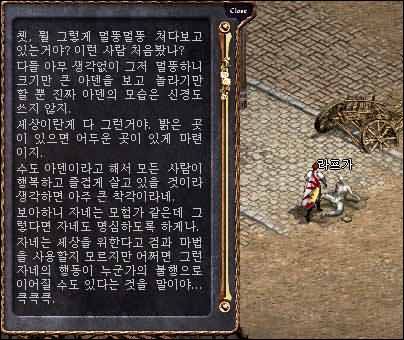 Close
쳇, 뭘 그렇게 멀뚱멀뚱 쳐다보고
있는거야? 이런 사람 처음봤나?
다들 아무 생각없이 그저 멀뚱하니
크기만 큰 아덴을 보고 놀라기만
할 뿐 진짜 아덴의 모습은 신경도
쓰지 않지.
세상이란게 다 그런거야. 밝은 곳
이 있으면 어두운 곳이 있게 마련
이지.
수도 아덴이라고 해서 모든 사람이
행복하고 즐겁게 살고 있을 것이라
생각하면 아주 큰 착각이라네.
보아하니 자네는 모험가 같은데 그
렇다면 자네도 명심하도록 하게나.
자네는 세상을 위한다고 검과 마법
을 사용할지 모르지만 어쩌면 그런
자네의 행동이 누군가의 불행으로
이어질 수도 있다는 것을 말이야...
큭큭큭.
라프가